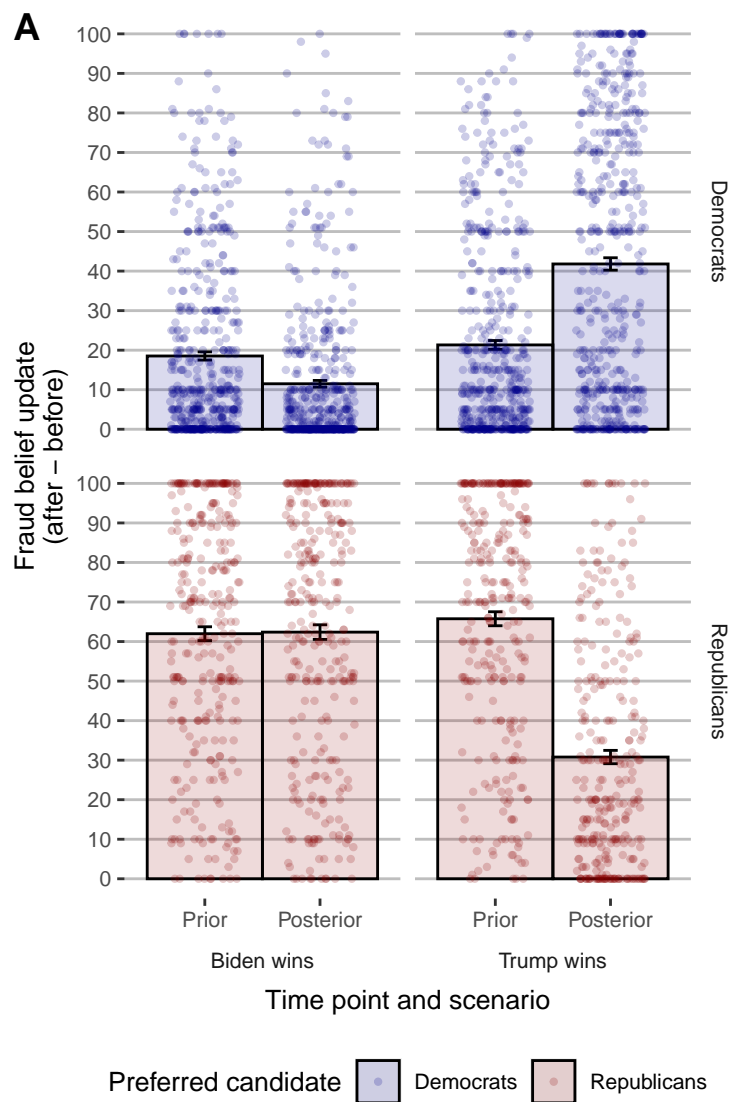 A
100
90
80
70
60
50
40
30
20
10
0
Democrats
100
90
80
70
60
50
40
30
20
10
0
Republicans
Fraud belief update
(after − before)
Prior Posterior Prior Posterior
Biden wins Trump wins
Time point and scenario
Preferred candidate Democrats Republicans